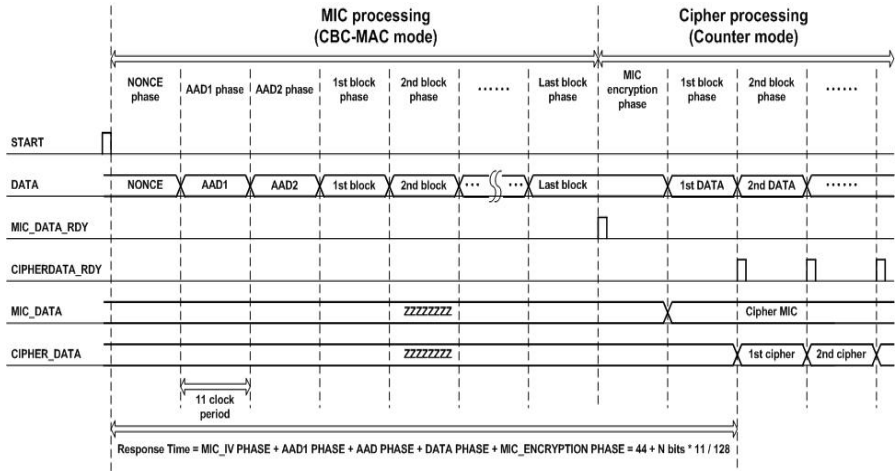 MIC processing
(CBC-MAC mode)
Cipher processing
(Counter mode)
NONCE
phase
AAD1 phase
AAD2 phase
1st block
phase
2nd block
phase
......
Last block
phase
MIC
encryption
phase
1st block
phase
2nd block
phase
......
START
DATA
NONCE
AAD1
AAD2
1st block
2nd block
...
...
Last block
1st DATA
2nd DATA
......
MIC_DATA_RDY
CIPHERDATA_RDY
MIC_DATA
ZZZZZZZZ
Cipher MIC
CIPHER_DATA
ZZZZZZZZ
1st cipher
2nd cipher
11 clock
period
Response Time = MIC_IV PHASE + AAD1 PHASE + AAD PHASE + DATA PHASE + MIC_ENCRYPTION PHASE = 44 + N bits * 11 / 128